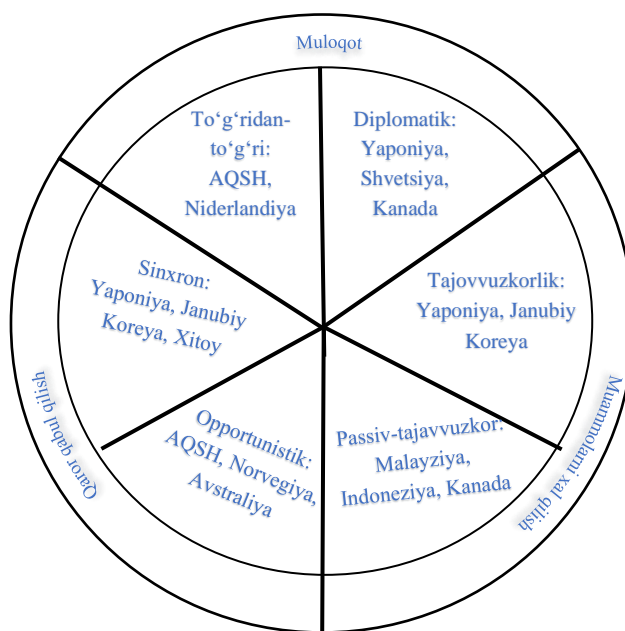 Muloqot
To‘g‘ridan-
to‘g‘ri:
AQSH,
Niderlandiya
Diplomatik:
Yaponiya,
Shvetsiya,
Kanada
Sinxron:
Yaponiya, Janubiy
Koreya, Xitoy
Tajovvuzkorlik:
Yaponiya, Janubiy
Koreya
Opportunistik:
AQSH, Norvegiya,
Avstraliya
Passiv-tajavvuzkor:
Malayziya,
Indoneziya, Kanada
Qaror qabul qilish
Muammolarni xal qilish